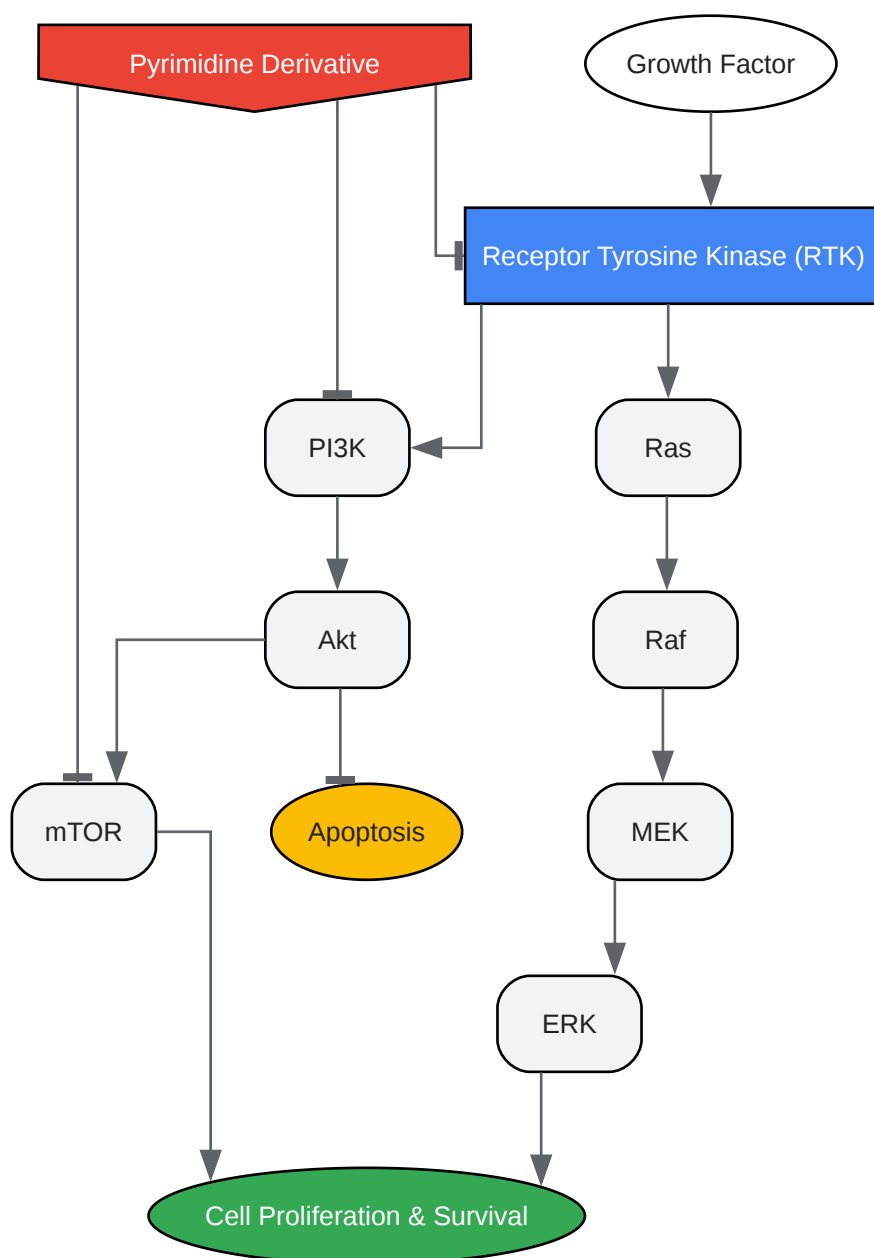 Pyrimidine Derivative
Growth Factor
Receptor Tyrosine Kinase (RTK)
PI3K
Ras
Akt
Raf
mTOR
Apoptosis
MEK
ERK
Cell Proliferation & Survival